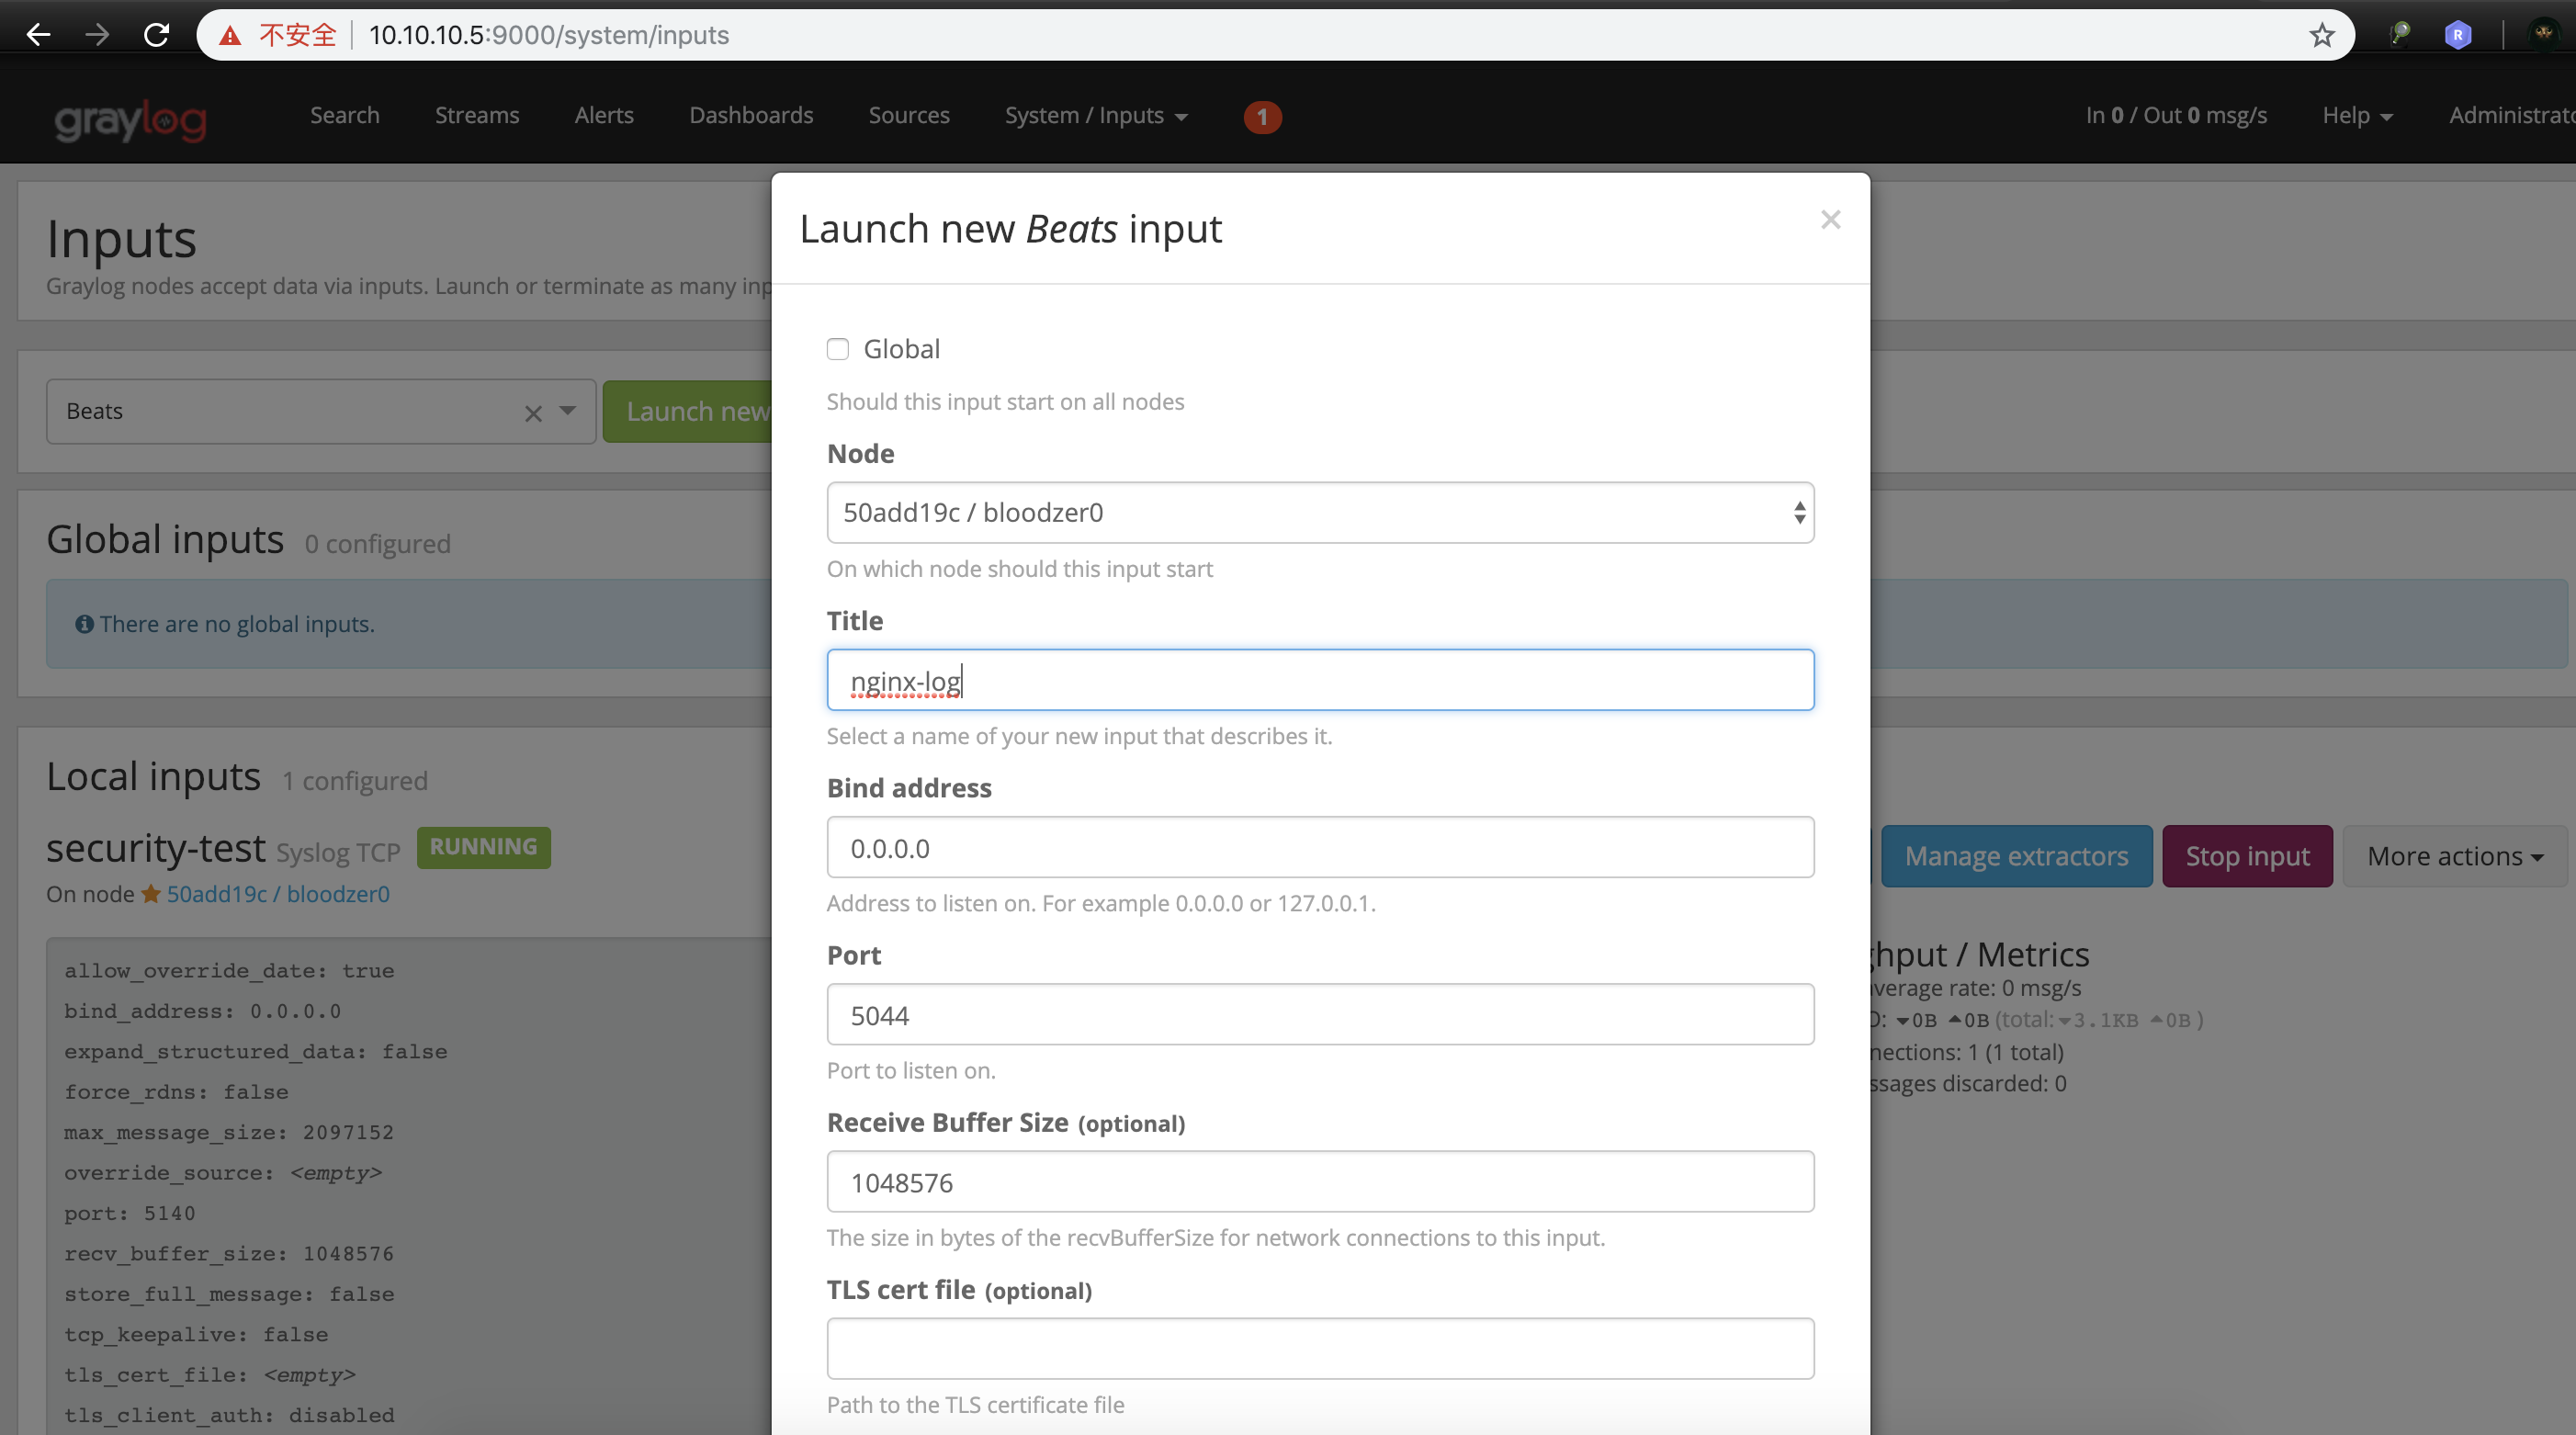 不安全 10.10.10.5:9000/system/inputs
graylog Search Streams Alerts Dashboards Sources System / Inputs 1 In 0 / Out 0 msg/s Help
Inputs
Graylog nodes accept data via inputs. Launch or terminate as many
Beats
Launch new
Global inputs 0 configured
There are no global inputs.
Local inputs 1 configured
security-test Syslog TCP RUNNING
On node 50add19c / bloodzer0
allow_override_date: true
bind_address: 0.0.0.0
expand_structured_data: false
force_rdns: false
max_message_size: 2097152
override_source: <empty>
port: 5140
recv_buffer_size: 1048576
store_full_message: false
tcp_keepalive: false
tls_cert_file: <empty>
tls_client_auth: disabled
Launch new Beats input
×
Global
Should this input start on all nodes
Node
50add19c / bloodzer0
On which node should this input start
Title
nginx-log
Select a name of your new input that describes it.
Bind address
0.0.0.0
Address to listen on. For example 0.0.0.0 or 127.0.0.1.
Port
5044
Port to listen on.
Receive Buffer Size (optional)
1048576
The size in bytes of the recvBufferSize for network connections to this input.
TLS cert file (optional)
Path to the TLS certificate file
Manage extractors Stop input More actions
/ Metrics
rate: 0 msg/s
0B 0B (total: 3.1KB 0B )
1 (1 total)
discarded: 0